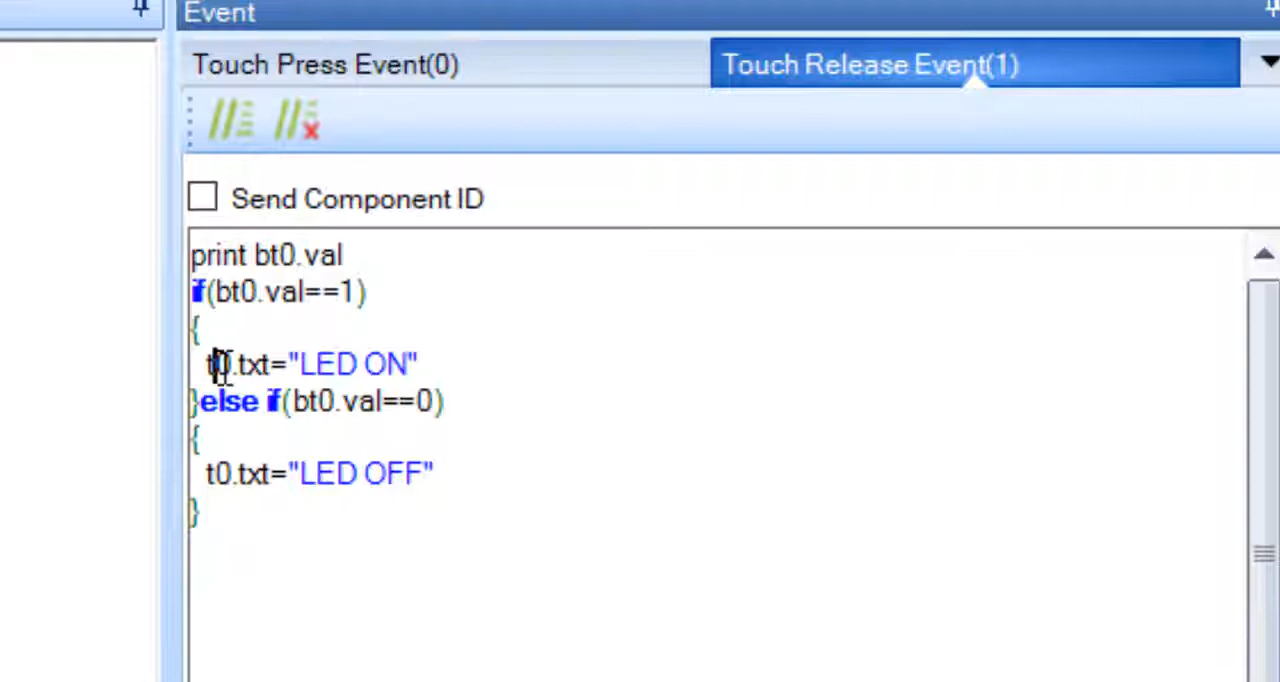 Event
Touch Press Event(0)
Touch Release Event(1)
Send Component ID
print bt0.val
if(bt0.val==1)
{
  t0.txt="LED ON"
}else if(bt0.val==0)
{
  t0.txt="LED OFF"
}